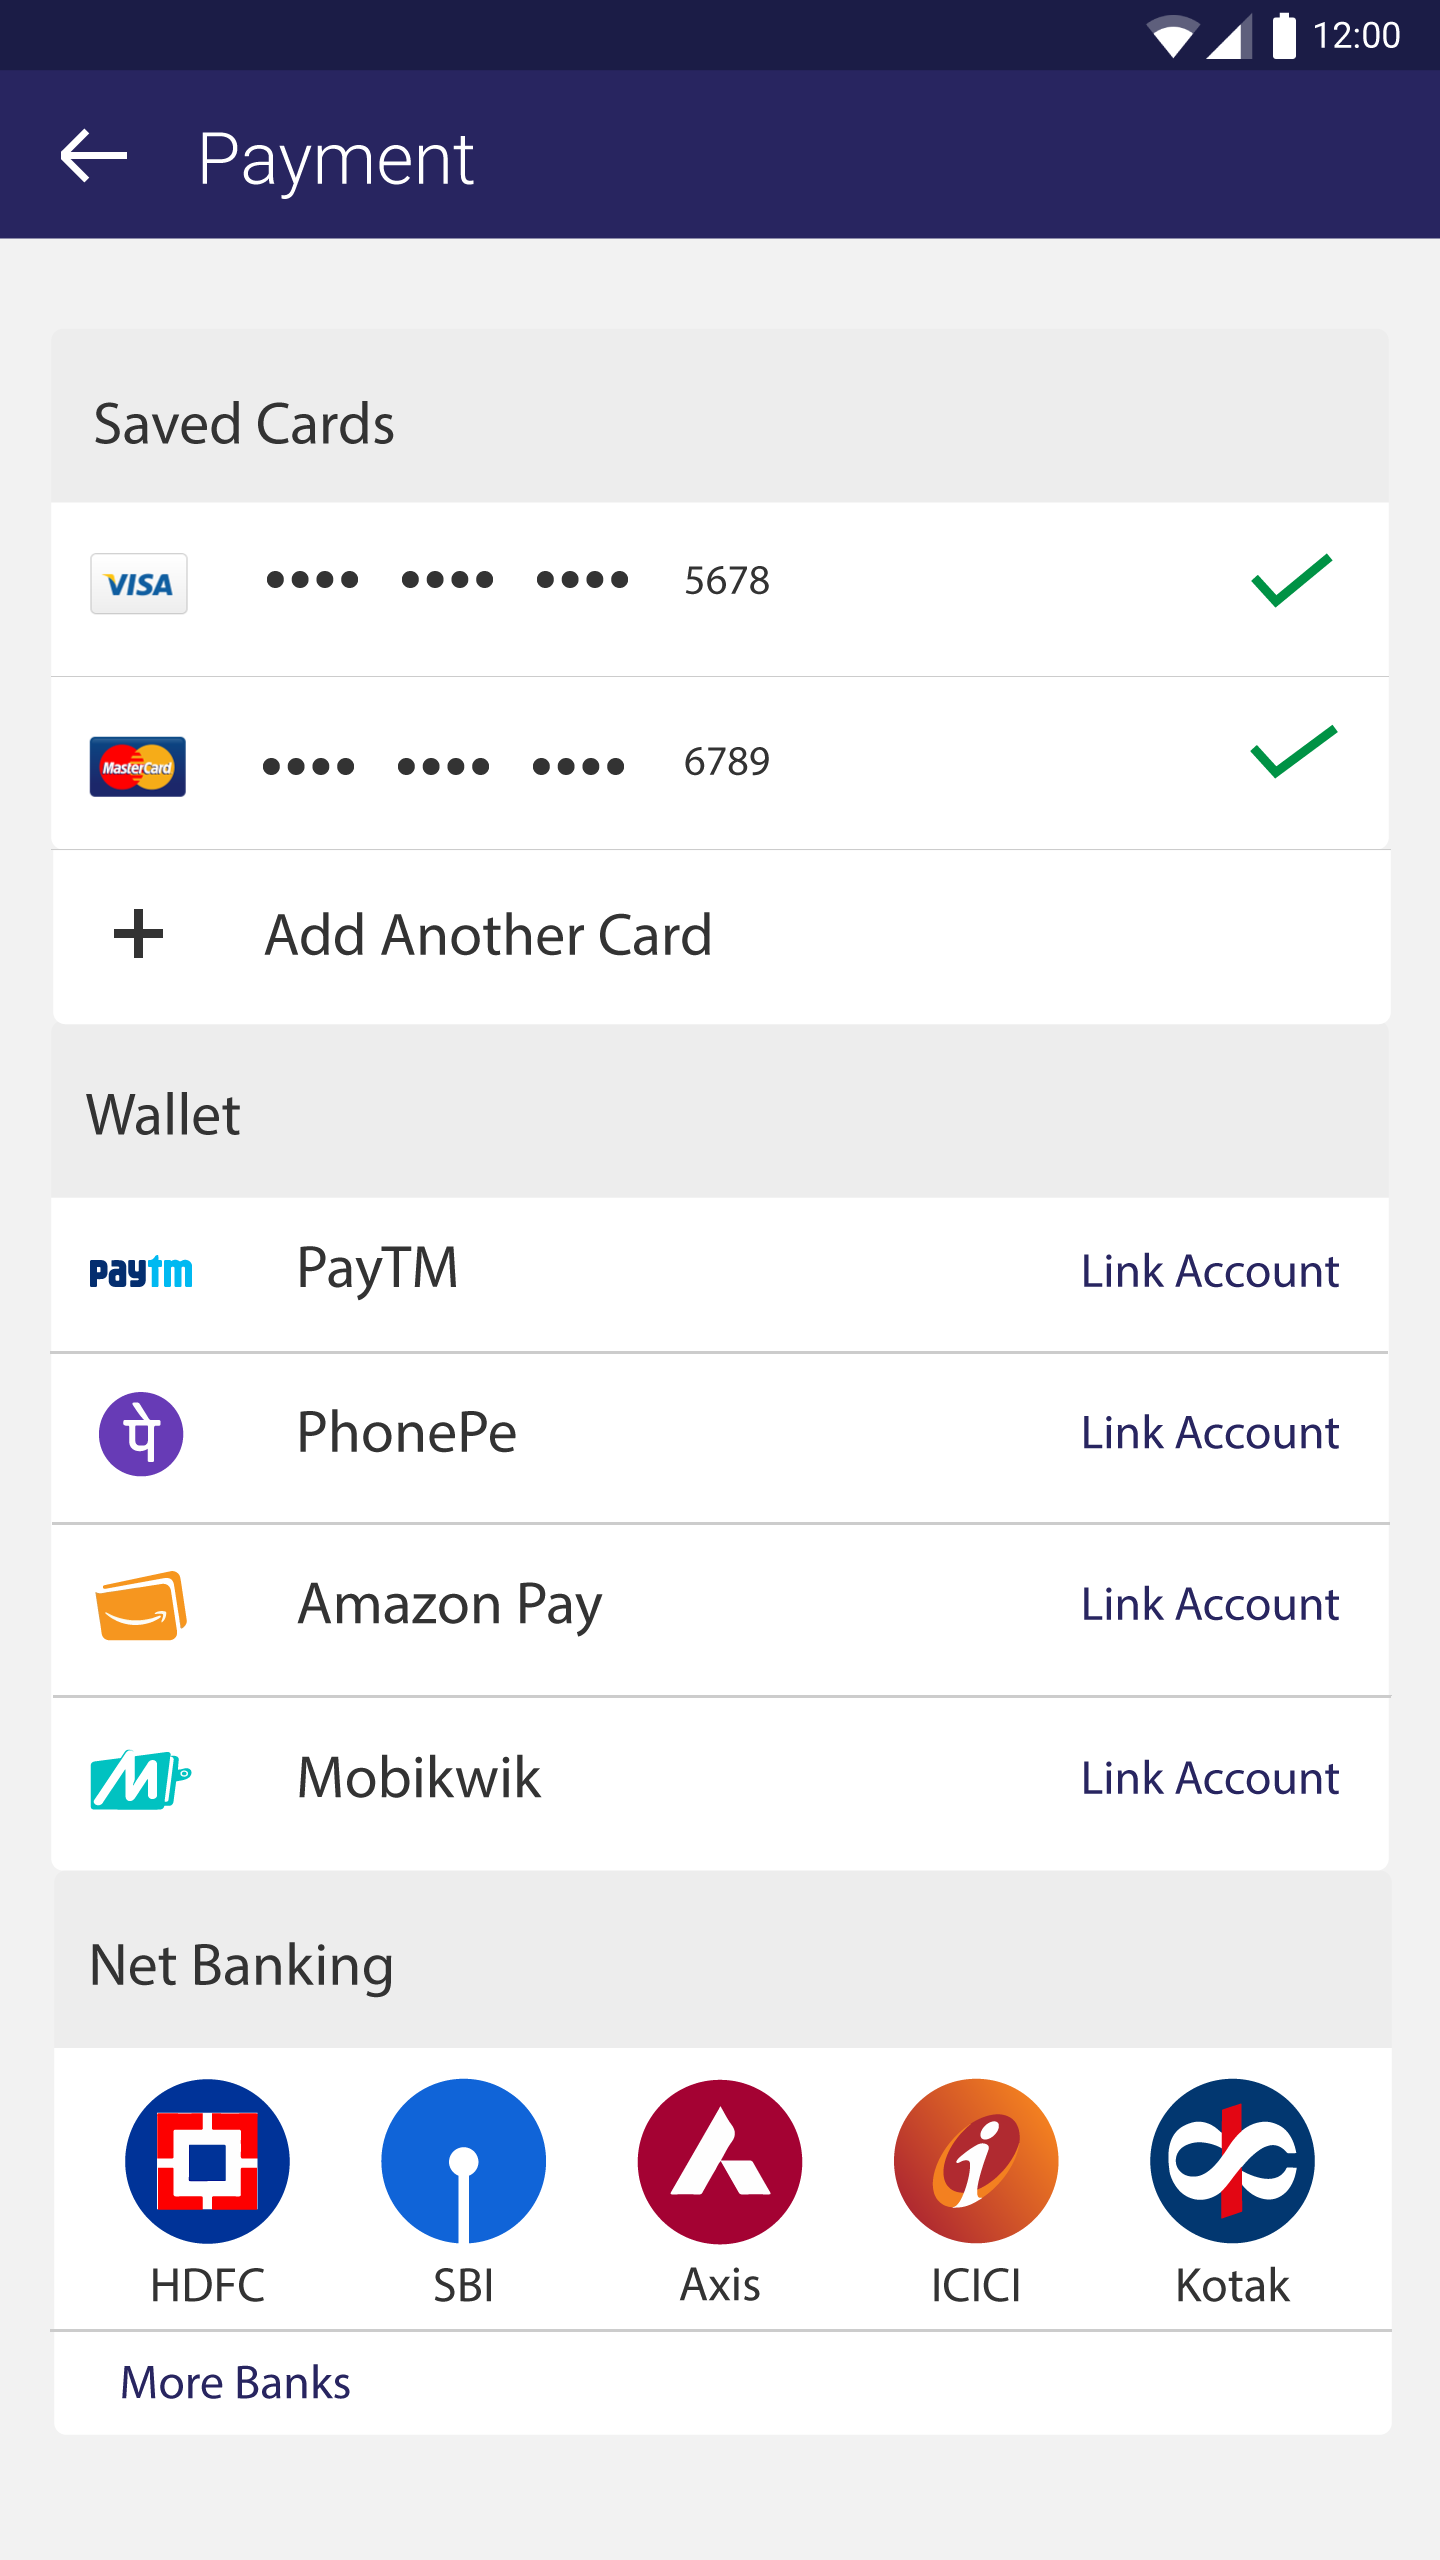 12:00
Payment
Saved Cards
VISA •••• •••• •••• 5678
MasterCard •••• •••• •••• 6789
+ Add Another Card
Wallet
paytm PayTM Link Account
पे PhonePe Link Account
Amazon Pay Link Account
M Mobikwik Link Account
Net Banking
HDFC SBI Axis ICICI Kotak
More Banks